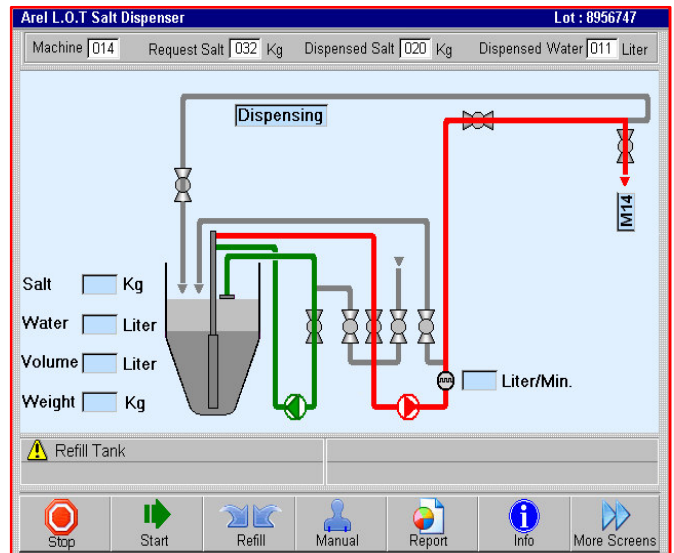 Arel L.O.T Salt Dispenser Lot : 8956747
Machine 014 Request Salt 032 Kg Dispensed Salt 020 Kg Dispensed Water 011 Liter
Dispensing
M14
Salt Kg
Water Liter
Volume Liter
Weight Kg
Liter/Min.
Refill Tank
Stop Start Refill Manual Report Info More Screens